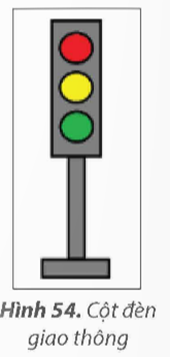 Hình 54. Cột đèn
giao thông